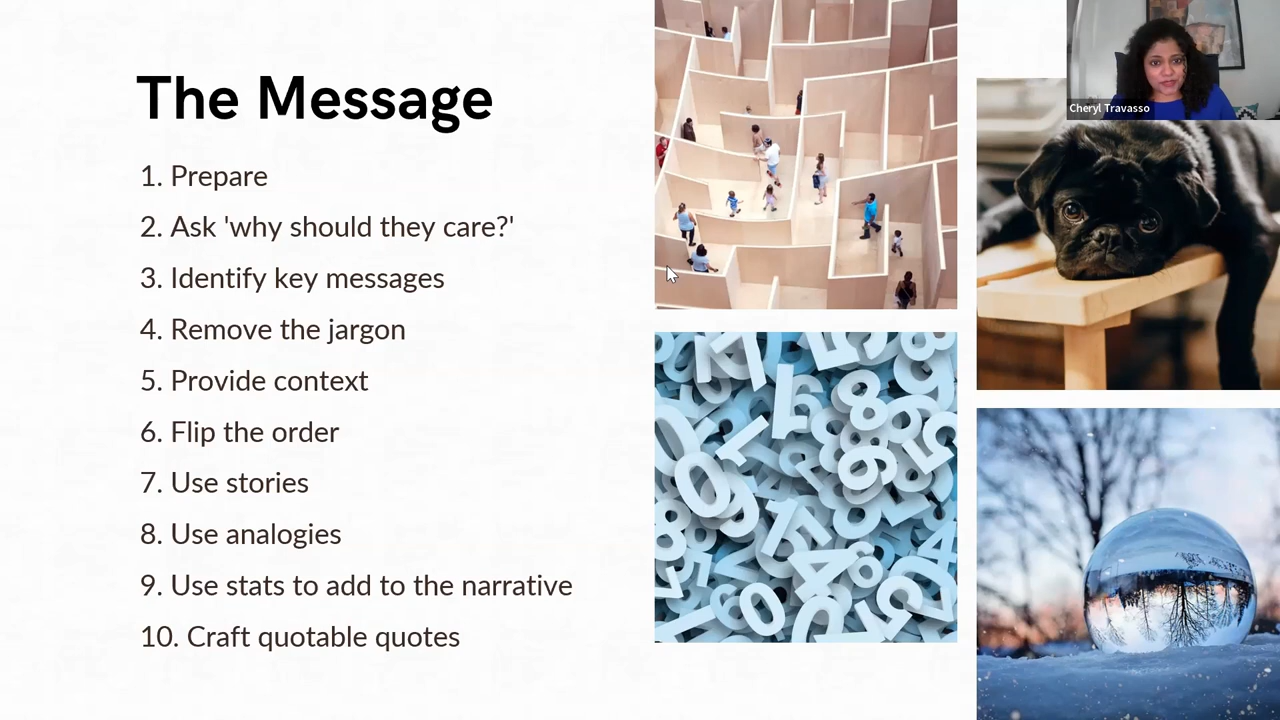 The Message
1. Prepare
2. Ask 'why should they care?'
3. Identify key messages
4. Remove the jargon
5. Provide context
6. Flip the order
7. Use stories
8. Use analogies
9. Use stats to add to the narrative
10. Craft quotable quotes
Cheryl Travasso